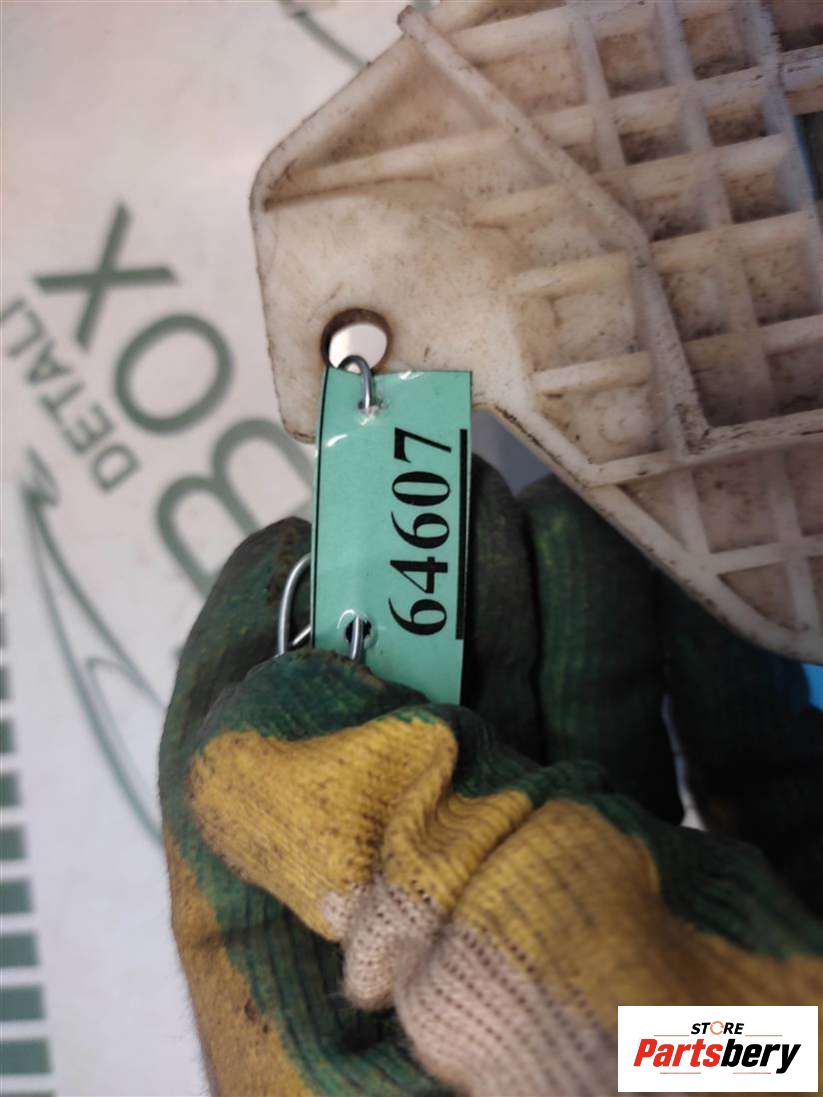 DETALI
BOX
64607
STORE
Partsbery